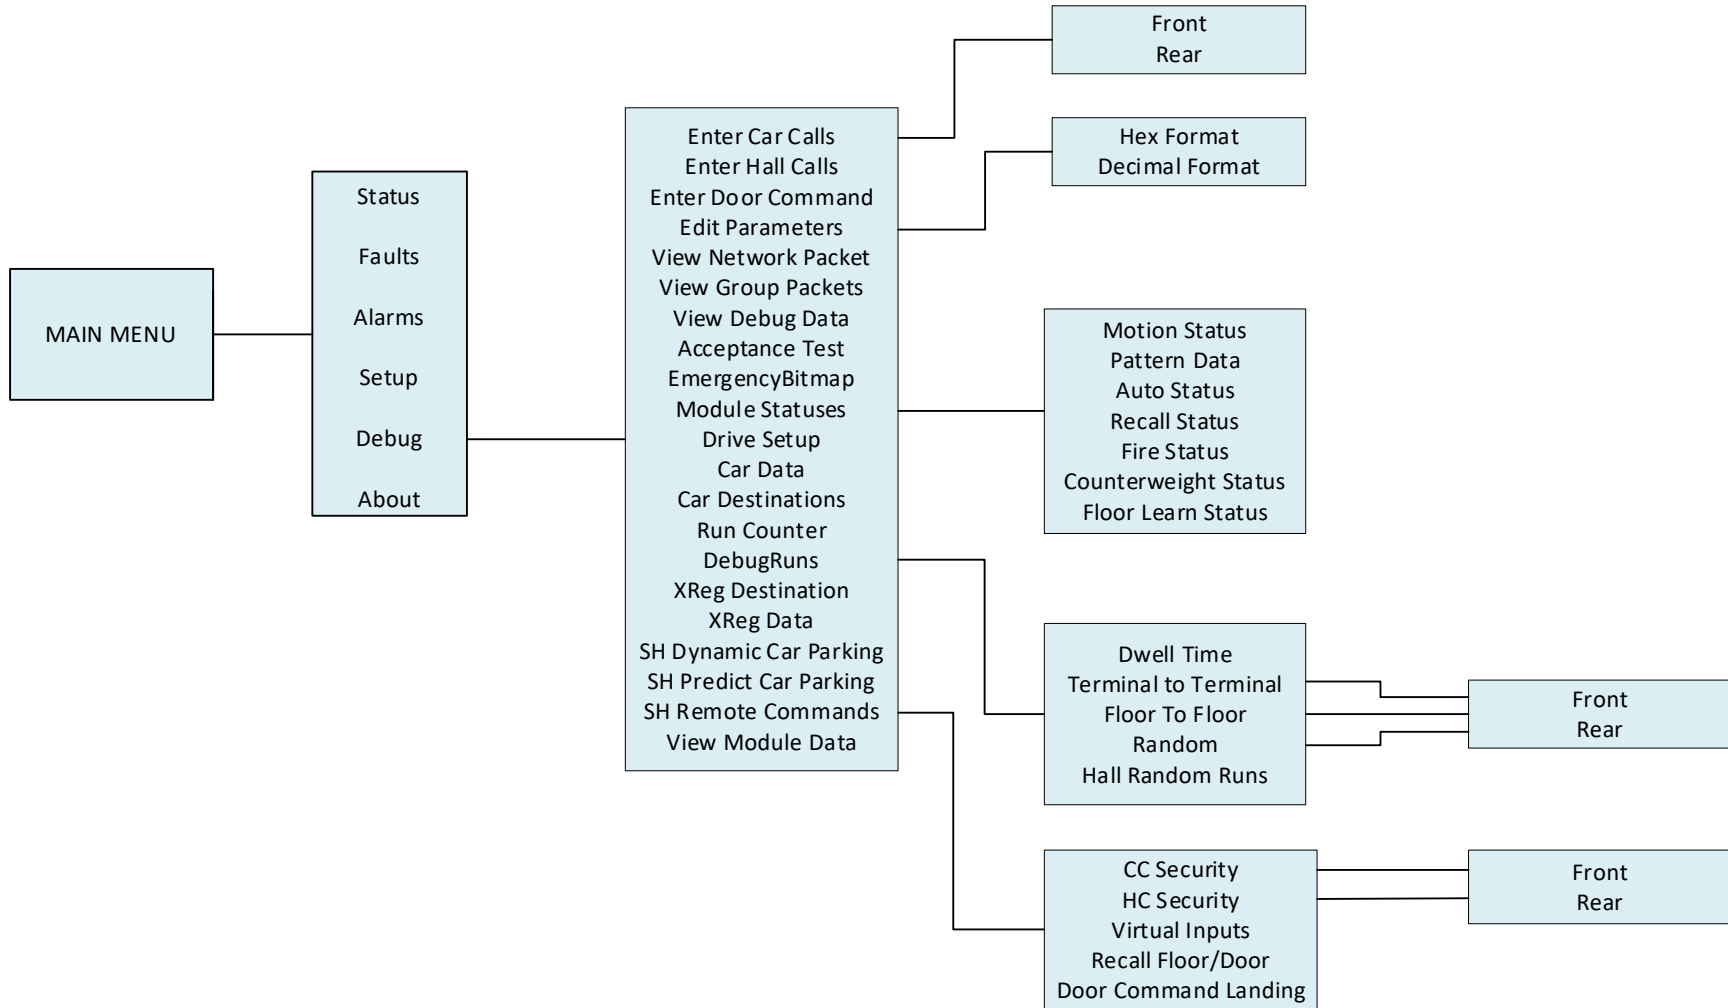 MAIN MENU
Status
Faults
Alarms
Setup
Debug
About
Enter Car Calls
Enter Hall Calls
Enter Door Command
Edit Parameters
View Network Packet
View Group Packets
View Debug Data
Acceptance Test
EmergencyBitmap
Module Statuses
Drive Setup
Car Data
Car Destinations
Run Counter
DebugRuns
XReg Destination
XReg Data
SH Dynamic Car Parking
SH Predict Car Parking
SH Remote Commands
View Module Data
Front
Rear
Hex Format
Decimal Format
Motion Status
Pattern Data
Auto Status
Recall Status
Fire Status
Counterweight Status
Floor Learn Status
Dwell Time
Terminal to Terminal
Floor To Floor
Random
Hall Random Runs
Front
Rear
CC Security
HC Security
Virtual Inputs
Recall Floor/Door
Door Command Landing
Front
Rear